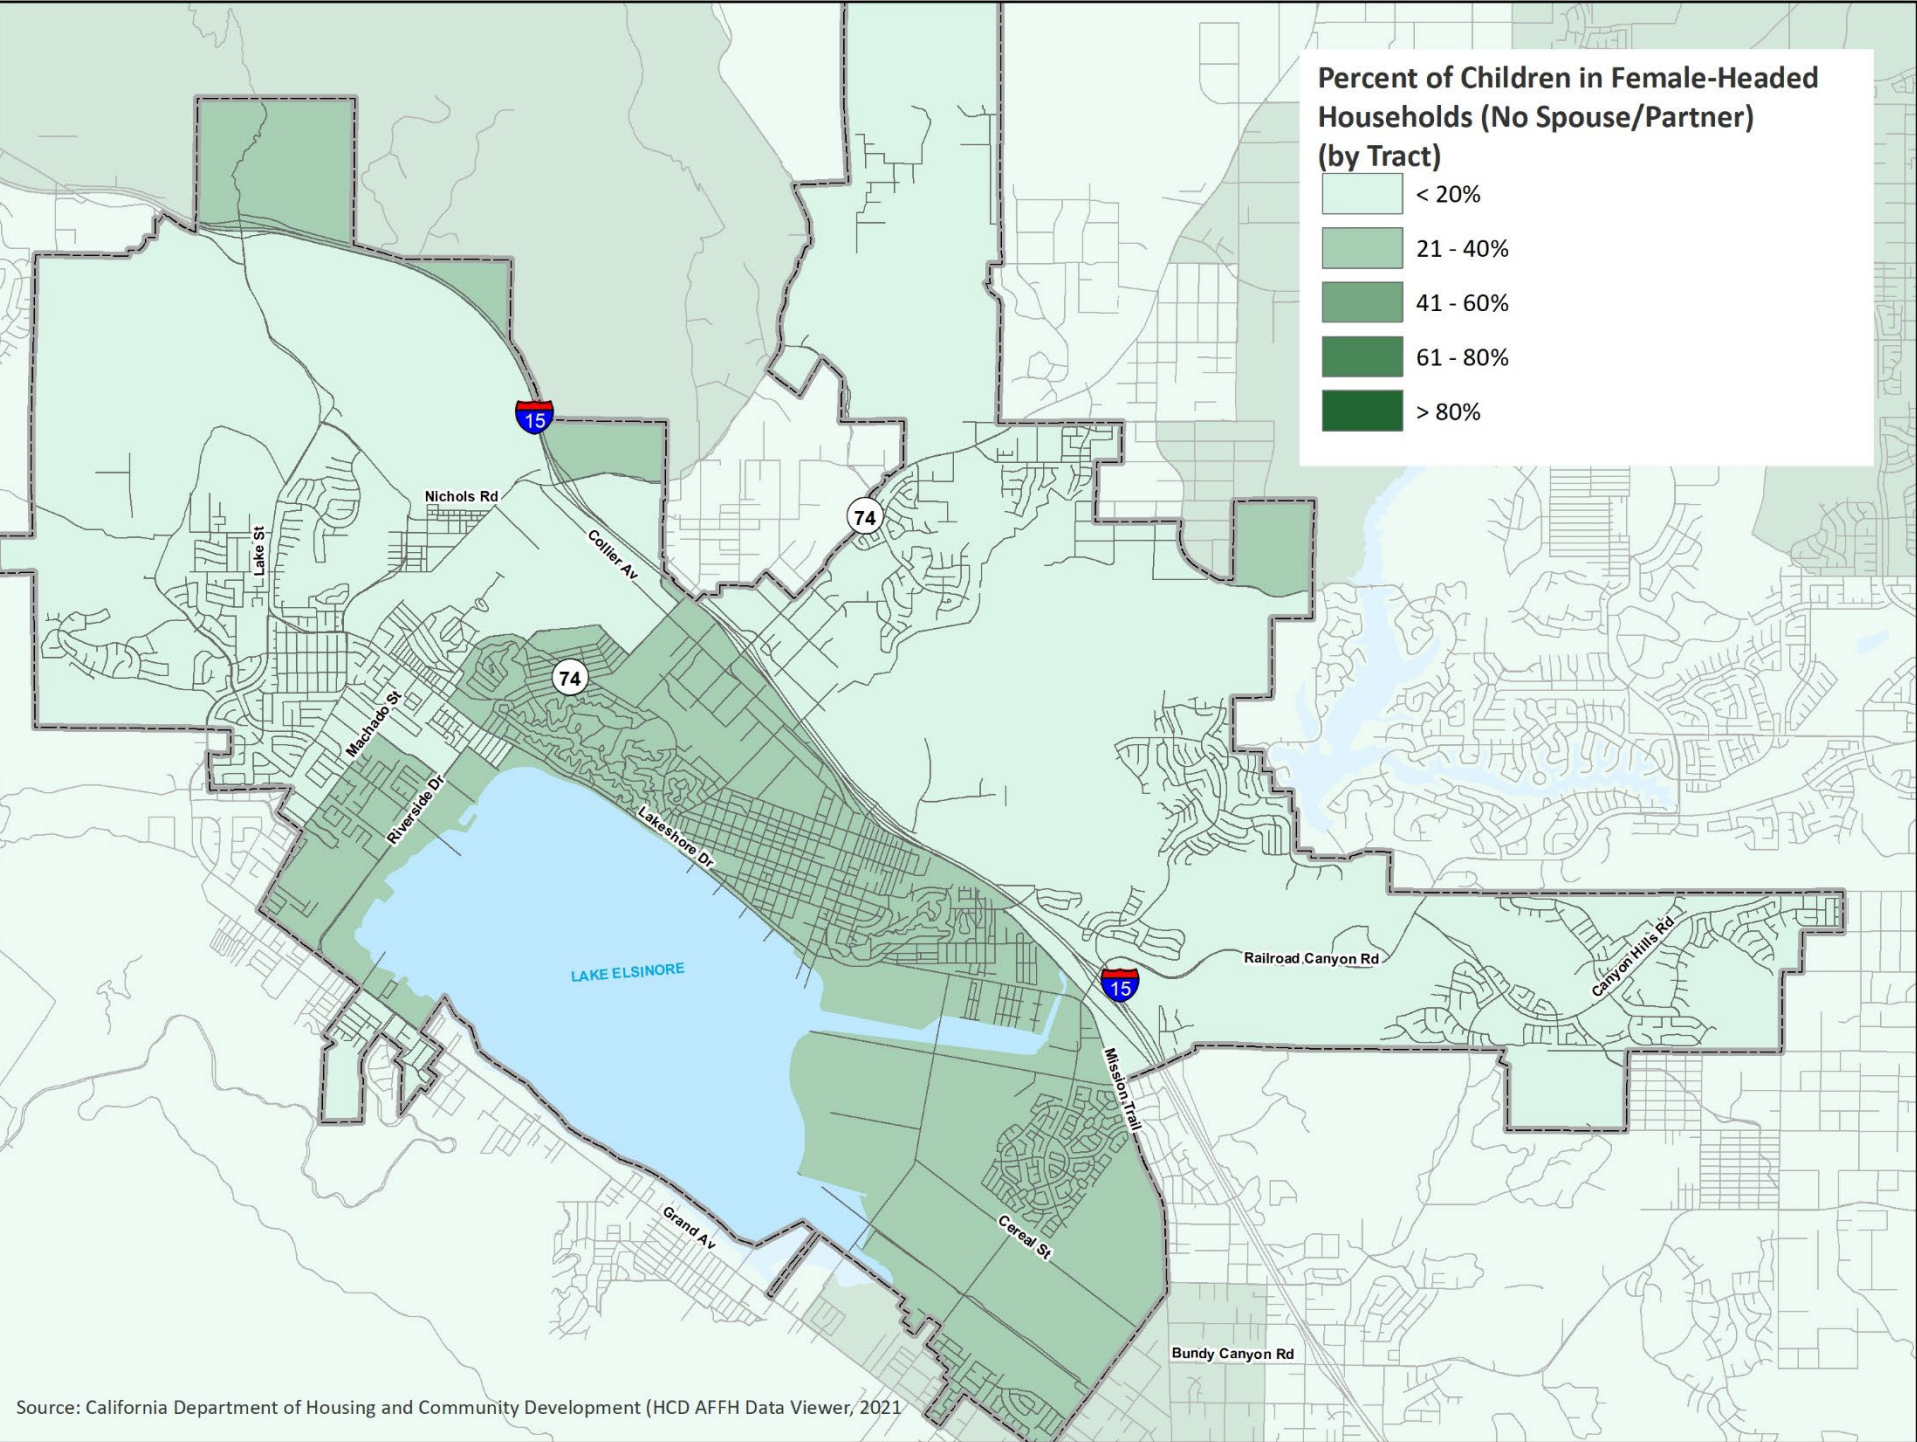 Percent of Children in Female-Headed
Households (No Spouse/Partner)
(by Tract)
< 20%
21 - 40%
41 - 60%
61 - 80%
> 80%
15
Nichols Rd
74
Lake St
Collier Av
74
Machado St
Riverside Dr
Lakeshore Dr
LAKE ELSINORE
Railroad Canyon Rd
Canyon Hills Rd
15
Mission Trail
Grand Av
Cereal St
Bundy Canyon Rd
Source: California Department of Housing and Community Development (HCD AFFH Data Viewer, 2021